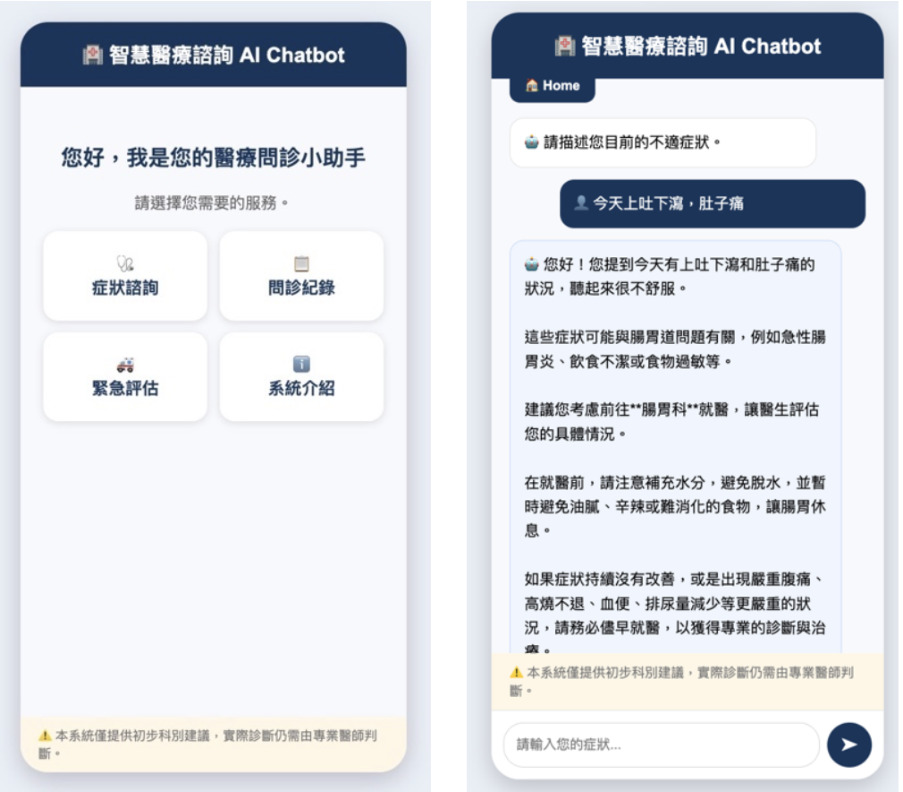 🏥 智慧醫療諮詢 AI Chatbot
您好，我是您的醫療問診小助手
請選擇您需要的服務。
🩺
症狀諮詢
📋
問診紀錄
🚑
緊急評估
ℹ️
系統介紹
⚠️ 本系統僅提供初步科別建議，實際診斷仍需由專業醫師判
斷。
🏥 智慧醫療諮詢 AI Chatbot
🏠 Home
🤖 請描述您目前的不適症狀。
👤 今天上吐下瀉，肚子痛
🤖 您好！您提到今天有上吐下瀉和肚子痛的
狀況，聽起來很不舒服。
這些症狀可能與腸胃道問題有關，例如急性腸
胃炎、飲食不潔或食物過敏等。
建議您考慮前往**腸胃科**就醫，讓醫生評估
您的具體情況。
在就醫前，請注意補充水分，避免脫水，並暫
時避免油膩、辛辣或難消化的食物，讓腸胃休
息。
如果症狀持續沒有改善，或是出現嚴重腹痛、
高燒不退、血便、排尿量減少等更嚴重的狀
況，請務必儘早就醫，以獲得專業的診斷與治
療。
⚠️ 本系統僅提供初步科別建議，實際診斷仍需由專業醫師判
斷。
請輸入您的症狀...